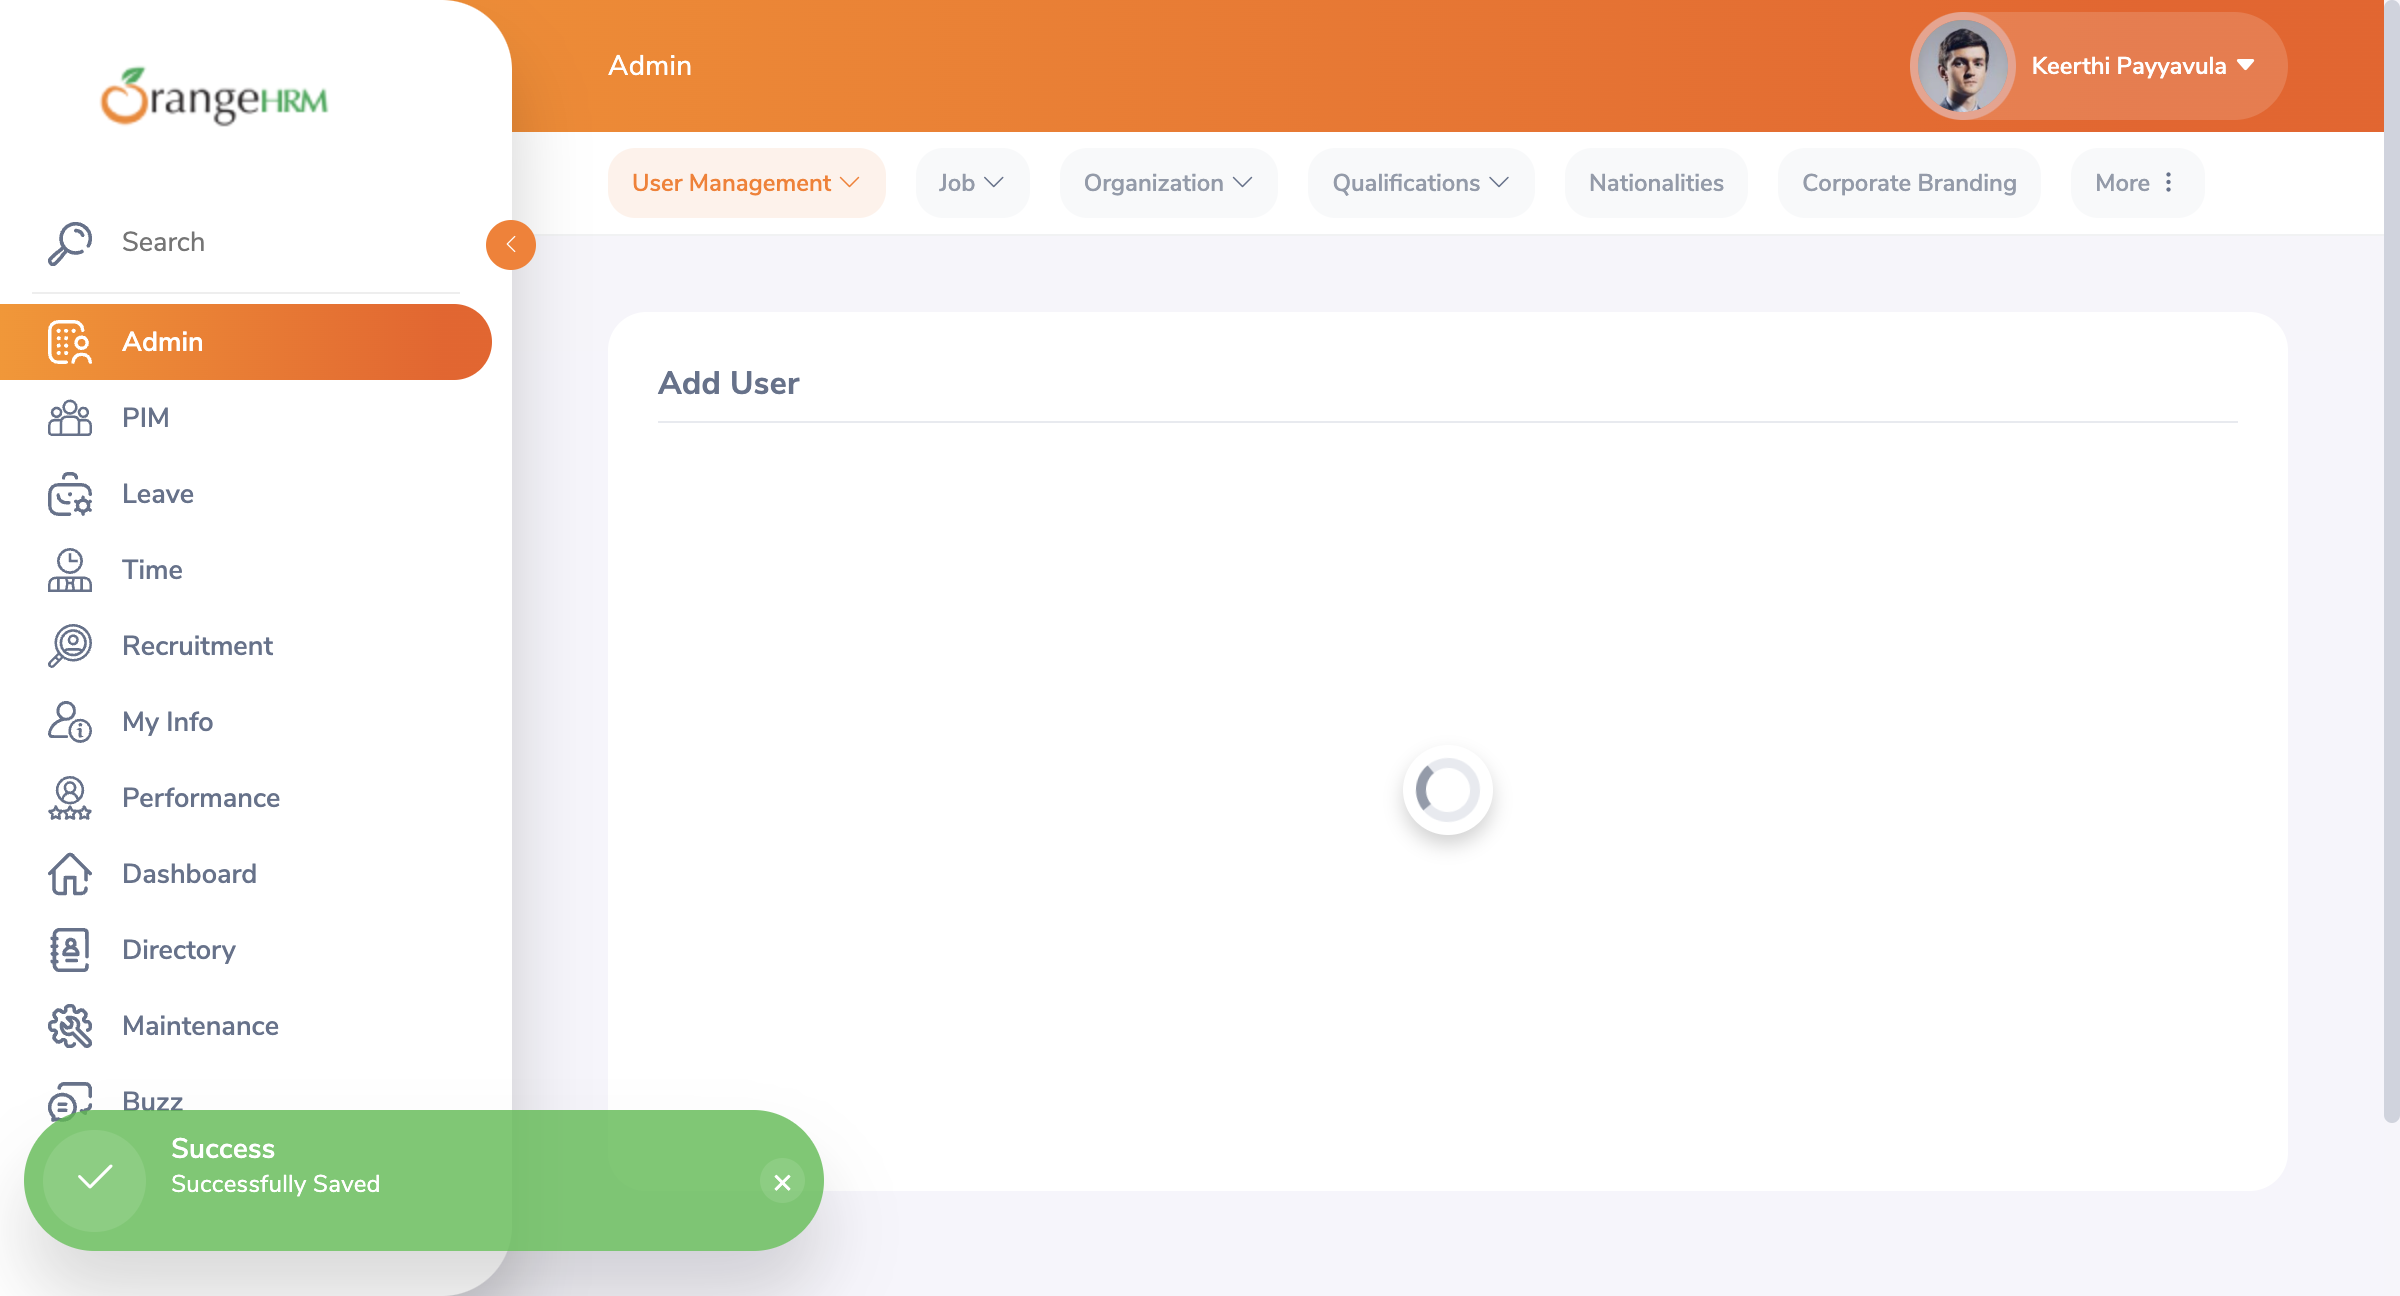 OrangeHRM
Search
Admin
PIM
Leave
Time
Recruitment
My Info
Performance
Dashboard
Directory
Maintenance
Buzz
Admin
Keerthi Payyavula
User Management
Job
Organization
Qualifications
Nationalities
Corporate Branding
More
Add User
Success
Successfully Saved